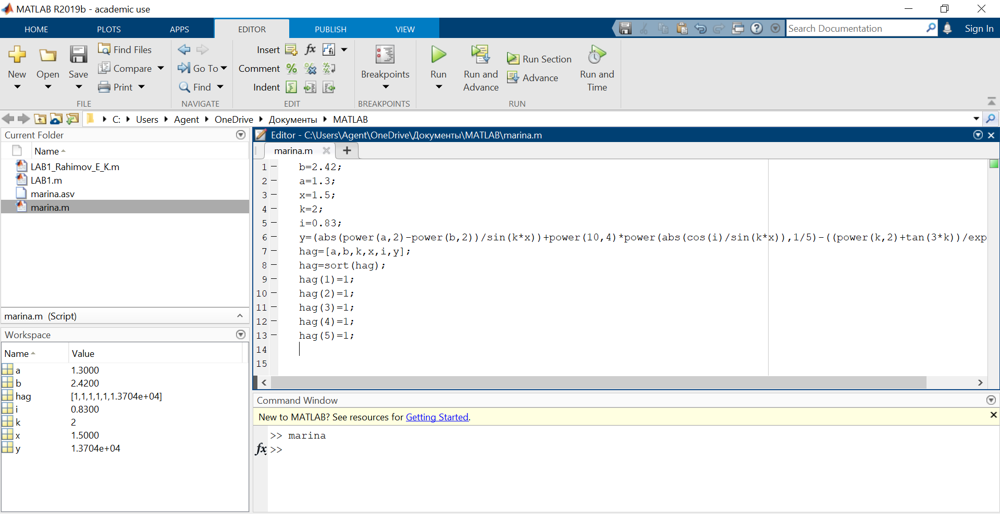 MATLAB R2019b - academic use
HOME PLOTS APPS EDITOR PUBLISH VIEW Search Documentation Sign In
New Open Save Find Files Compare Print
FILE
Go To Find
NAVIGATE
Insert fx
Comment
Indent
EDIT
Breakpoints
BREAKPOINTS
Run Run and Advance Run Section Advance Run and Time
RUN
C: Users Agent OneDrive Документы MATLAB
Current Folder
Name
LAB1_Rahimov_E_K.m
LAB1.m
marina.asv
marina.m
marina.m (Script)
Workspace
Name Value
a 1.3000
b 2.4200
hag [1,1,1,1,1,1.3704e+04]
i 0.8300
k 2
x 1.5000
y 1.3704e+04
Editor - C:\Users\Agent\OneDrive\Документы\MATLAB\marina.m
marina.m
1 b=2.42;
2 a=1.3;
3 x=1.5;
4 k=2;
5 i=0.83;
6 y=(abs(power(a,2)-power(b,2))/sin(k*x))+power(10,4)*power(abs(cos(i)/sin(k*x)),1/5)-((power(k,2)+tan(3*k))/exp
7 hag=[a,b,k,x,i,y];
8 hag=sort(hag);
9 hag(1)=1;
10 hag(2)=1;
11 hag(3)=1;
12 hag(4)=1;
13 hag(5)=1;
14
15
Command Window
New to MATLAB? See resources for Getting Started.
>> marina
fx >>